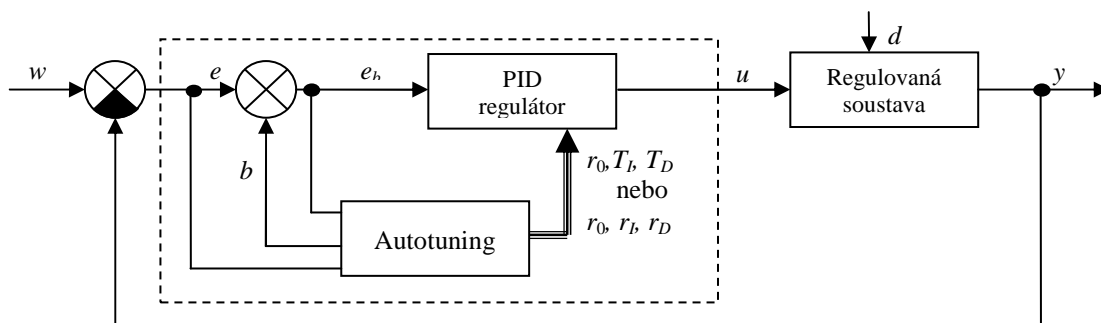 w
e
e_b
PID
regulátor
u
d
Regulovaná
soustava
y
b
r_0, T_I, T_D
nebo
r_0, r_I, r_D
Autotuning